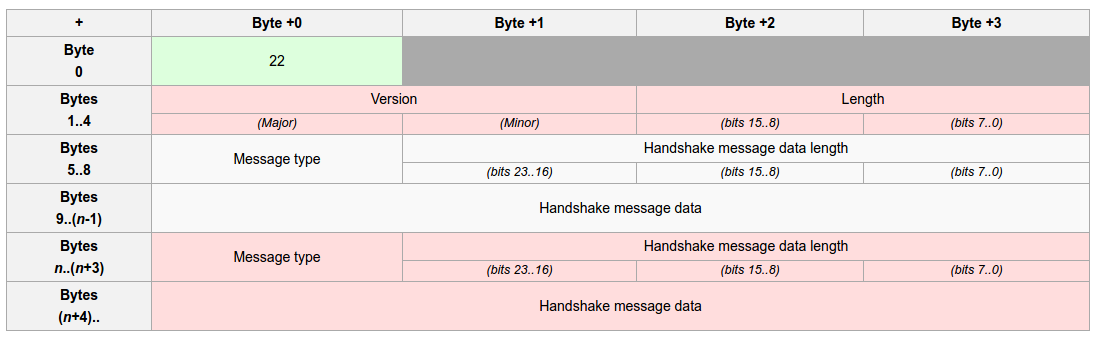 + Byte +0 Byte +1 Byte +2 Byte +3
Byte
0
22
Bytes
1..4
Version Length
(Major) (Minor) (bits 15..8) (bits 7..0)
Bytes
5..8
Message type
Handshake message data length
(bits 23..16) (bits 15..8) (bits 7..0)
Bytes
9..(n-1)
Handshake message data
Bytes
n..(n+3)
Message type
Handshake message data length
(bits 23..16) (bits 15..8) (bits 7..0)
Bytes
(n+4)..
Handshake message data